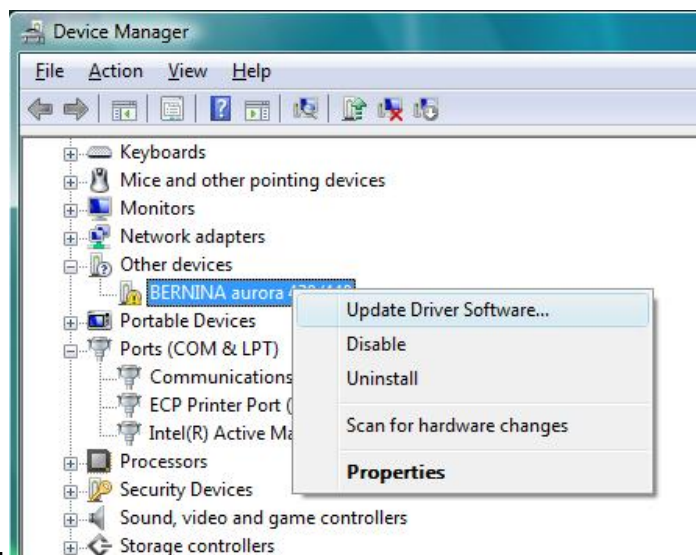 Device Manager
File Action View Help
Keyboards
Mice and other pointing devices
Monitors
Network adapters
Other devices
BERNINA aurora
Update Driver Software...
Portable Devices
Disable
Ports (COM & LPT)
Communications
Uninstall
ECP Printer Port (
Scan for hardware changes
Intel(R) Active Ma
Processors
Properties
Security Devices
Sound, video and game controllers
Storage controllers